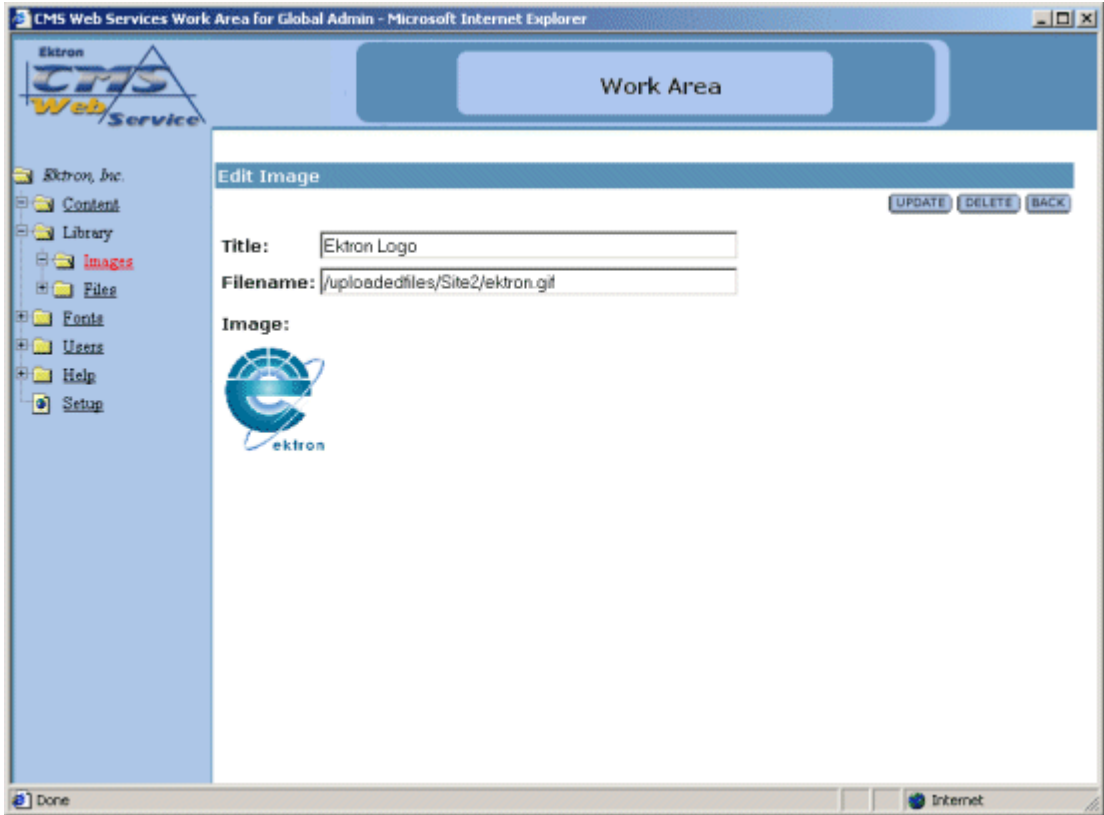 CMS Web Services Work Area for Global Admin - Microsoft Internet Explorer
Ektron
CMS
Web
Service
Work Area
Ektron, Inc.
Content
Library
Images
Files
Fonts
Users
Help
Setup
Edit Image
UPDATE DELETE BACK
Title: Ektron Logo
Filename: /uploadedfiles/Site2/ektron.gif
Image:
ektron
Done
Internet